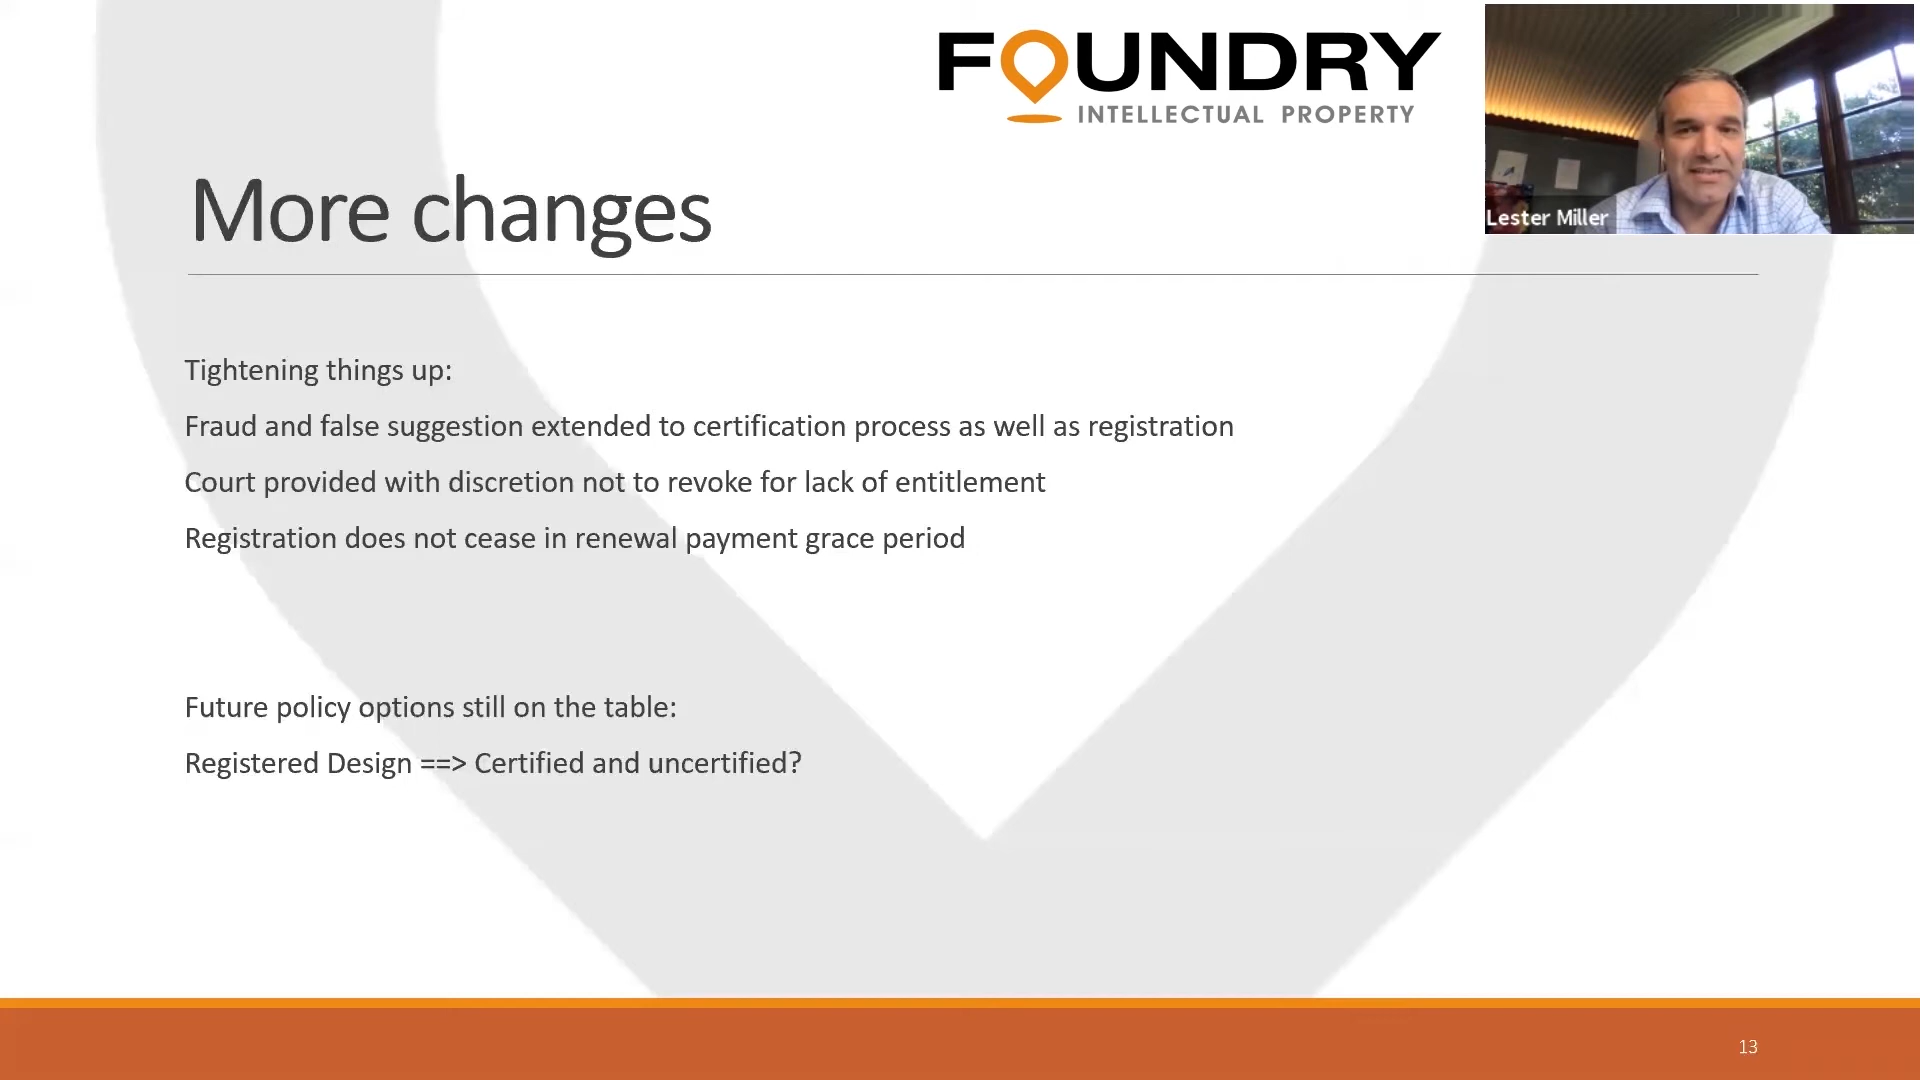 FOUNDRY
INTELLECTUAL PROPERTY
Lester Miller
More changes
Tightening things up:
Fraud and false suggestion extended to certification process as well as registration
Court provided with discretion not to revoke for lack of entitlement
Registration does not cease in renewal payment grace period
Future policy options still on the table:
Registered Design ==> Certified and uncertified?
13